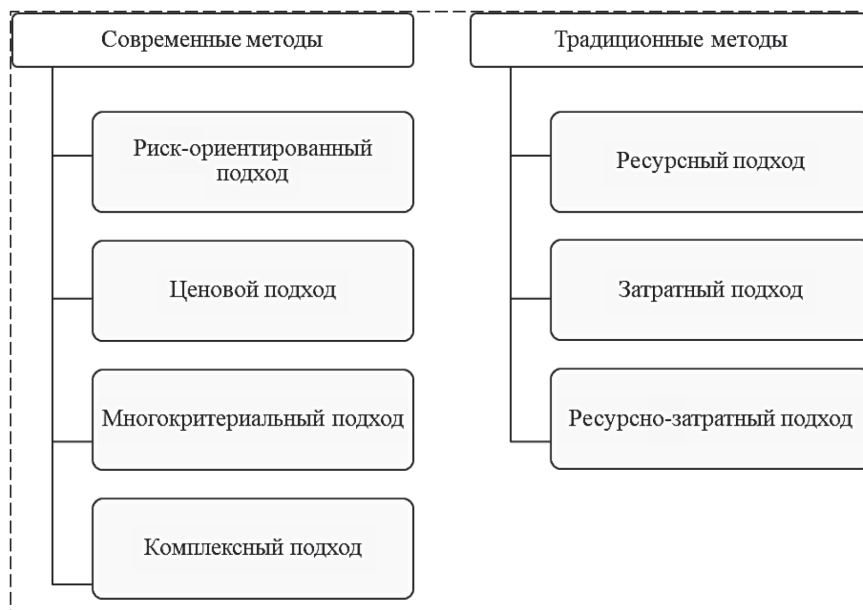 Современные методы
Риск-ориентированный
подход
Ценовой подход
Многокритериальный подход
Комплексный подход
Традиционные методы
Ресурсный подход
Затратный подход
Ресурсно-затратный подход